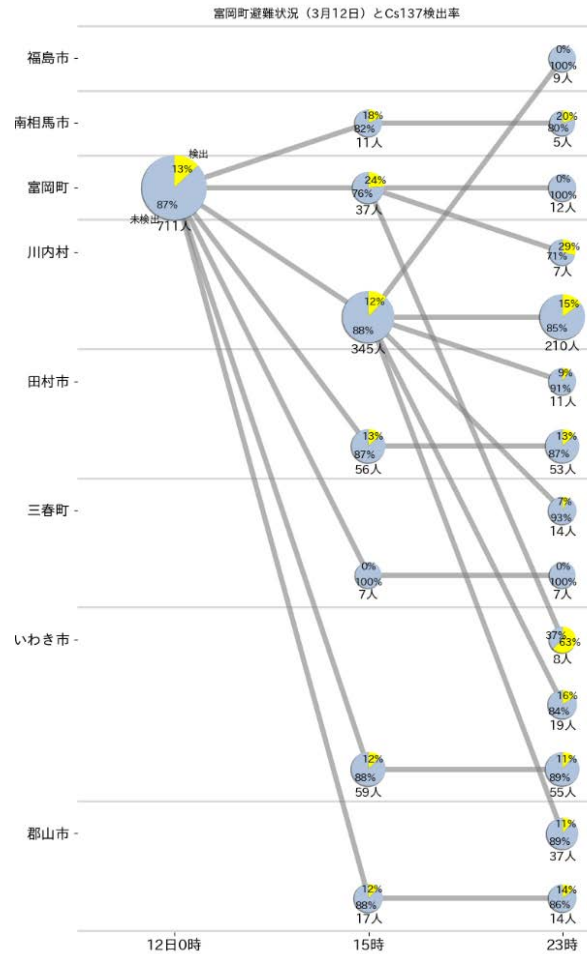 富岡町避難状況（3月12日）とCs137検出率
福島市
0%
100%
9人
南相馬市
18%
82%
11人
20%
80%
5人
検出
13%
87%
未検出
711人
富岡町
24%
76%
37人
0%
100%
12人
川内村
29%
71%
7人
12%
88%
345人
15%
85%
210人
田村市
9%
91%
11人
13%
87%
56人
13%
87%
53人
三春町
7%
93%
14人
0%
100%
7人
0%
100%
7人
いわき市
37%
63%
8人
16%
84%
19人
12%
88%
59人
11%
89%
55人
郡山市
11%
89%
37人
12%
88%
17人
14%
86%
14人
12日0時
15時
23時